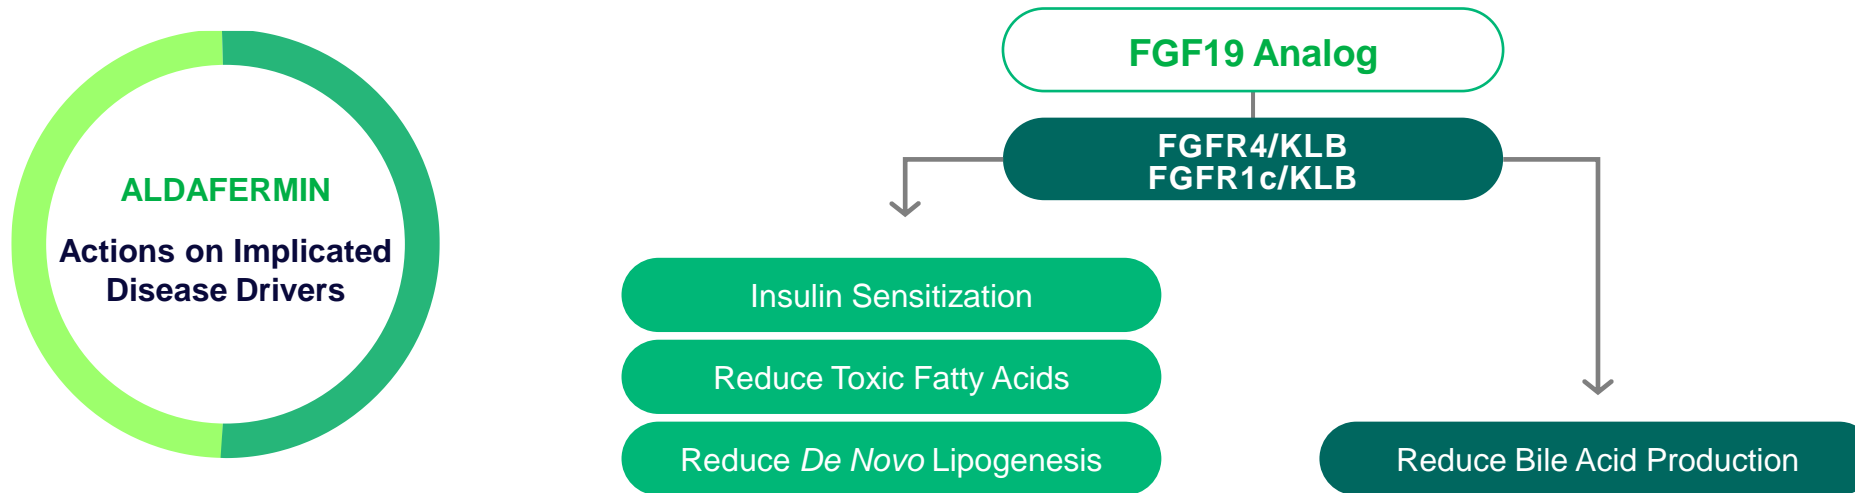 ALDAFERMIN
Actions on Implicated
Disease Drivers
FGF19 Analog
FGFR4/KLB
FGFR1c/KLB
Insulin Sensitization
Reduce Toxic Fatty Acids
Reduce De Novo Lipogenesis
Reduce Bile Acid Production